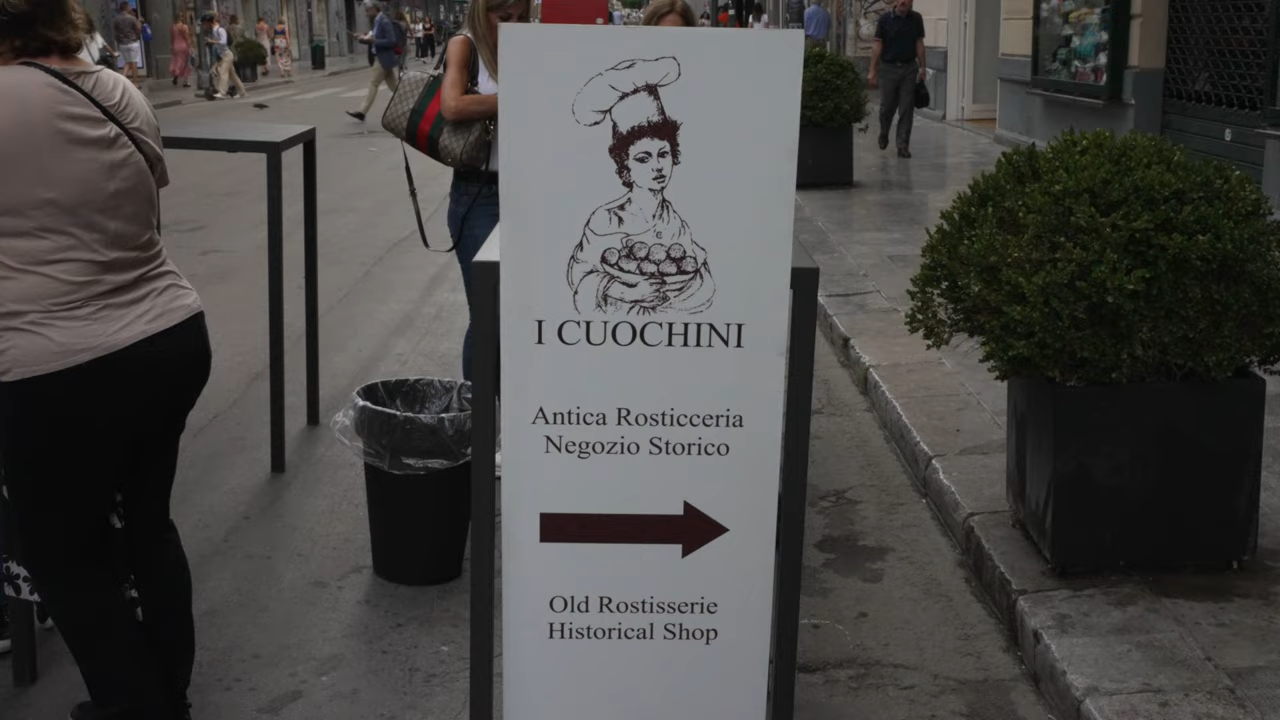 I CUOCHINI
Antica Rosticceria
Negozio Storico
Old Rostisserie
Historical Shop